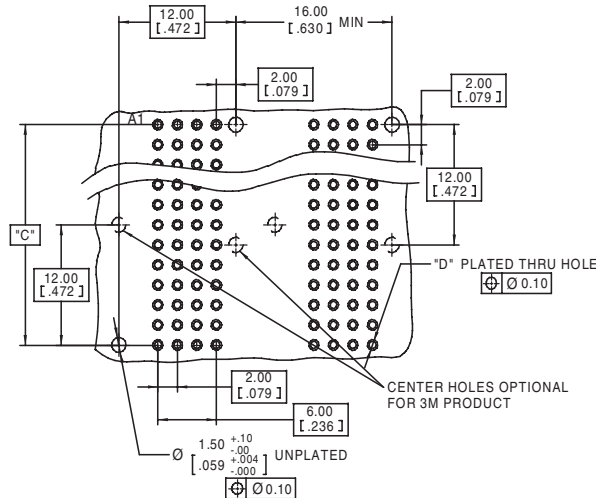 12.00
[.472]
16.00
[.630] MIN
2.00
[.079]
2.00
[.079]
A1
12.00
[.472]
"C"
12.00
[.472]
"D" PLATED THRU HOLE
⌖ Ø 0.10
2.00
[.079]
CENTER HOLES OPTIONAL
FOR 3M PRODUCT
6.00
[.236]
Ø 1.50 +.10 -.00
[.059 +.004 -.000] UNPLATED
⌖ Ø 0.10